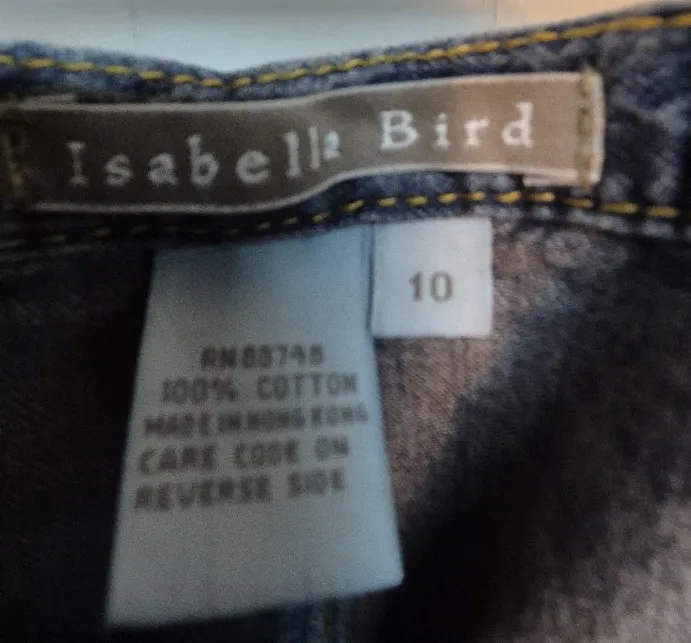 Isabella Bird
10
RN88748
100% COTTON
MADE IN HONG KONG
CARE CODE ON
REVERSE SIDE